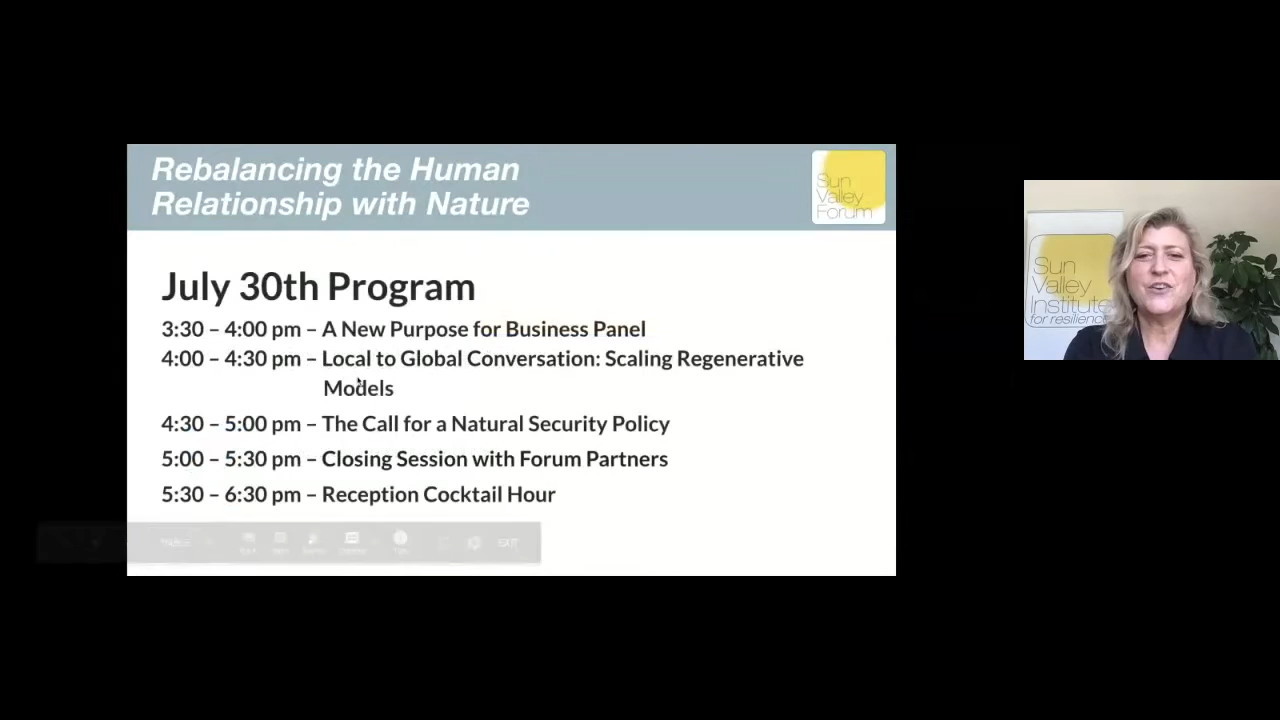 Rebalancing the Human
Relationship with Nature
Sun
Valley
Forum
July 30th Program
3:30 – 4:00 pm – A New Purpose for Business Panel
4:00 – 4:30 pm – Local to Global Conversation: Scaling Regenerative
Models
4:30 – 5:00 pm – The Call for a Natural Security Policy
5:00 – 5:30 pm – Closing Session with Forum Partners
5:30 – 6:30 pm – Reception Cocktail Hour
EXIT
Sun
Valley
Institute
for resilience